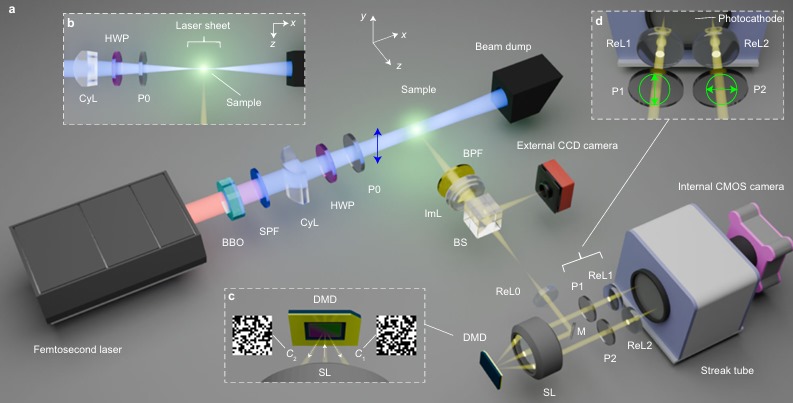 a
b
Laser sheet
x
z
HWP
CyL
P0
Sample
y
x
z
Beam dump
Sample
d
Photocathode
ReL1
ReL2
P1
P2
BPF
External CCD camera
ImL
BS
Internal CMOS camera
P0
HWP
CyL
SPF
BBO
ReL0
P1
ReL1
M
P2
ReL2
Streak tube
c
DMD
C2
C1
SL
DMD
SL
Femtosecond laser